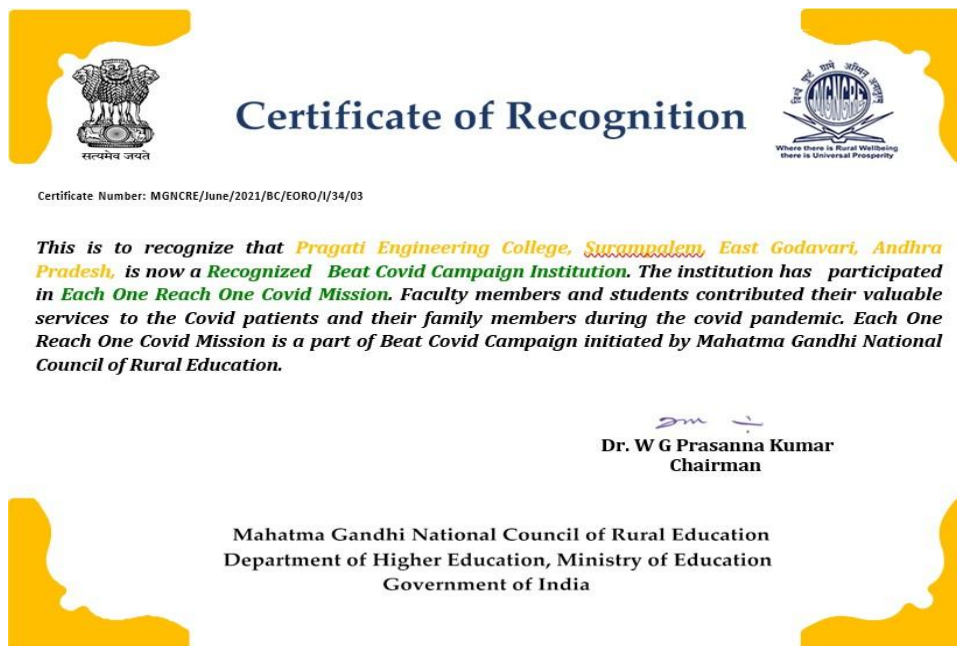 सत्यमेव जयते
Certificate of Recognition
MGNCRE
Where there is Rural Wellbeing
there is Universal Prosperity
Certificate Number: MGNCRE/June/2021/BC/EORO/I/34/03
This is to recognize that Pragati Engineering College, Surampalem, East Godavari, Andhra
Pradesh, is now a Recognized Beat Covid Campaign Institution. The institution has participated
in Each One Reach One Covid Mission. Faculty members and students contributed their valuable
services to the Covid patients and their family members during the covid pandemic. Each One
Reach One Covid Mission is a part of Beat Covid Campaign initiated by Mahatma Gandhi National
Council of Rural Education.
Dr. W G Prasanna Kumar
Chairman
Mahatma Gandhi National Council of Rural Education
Department of Higher Education, Ministry of Education
Government of India